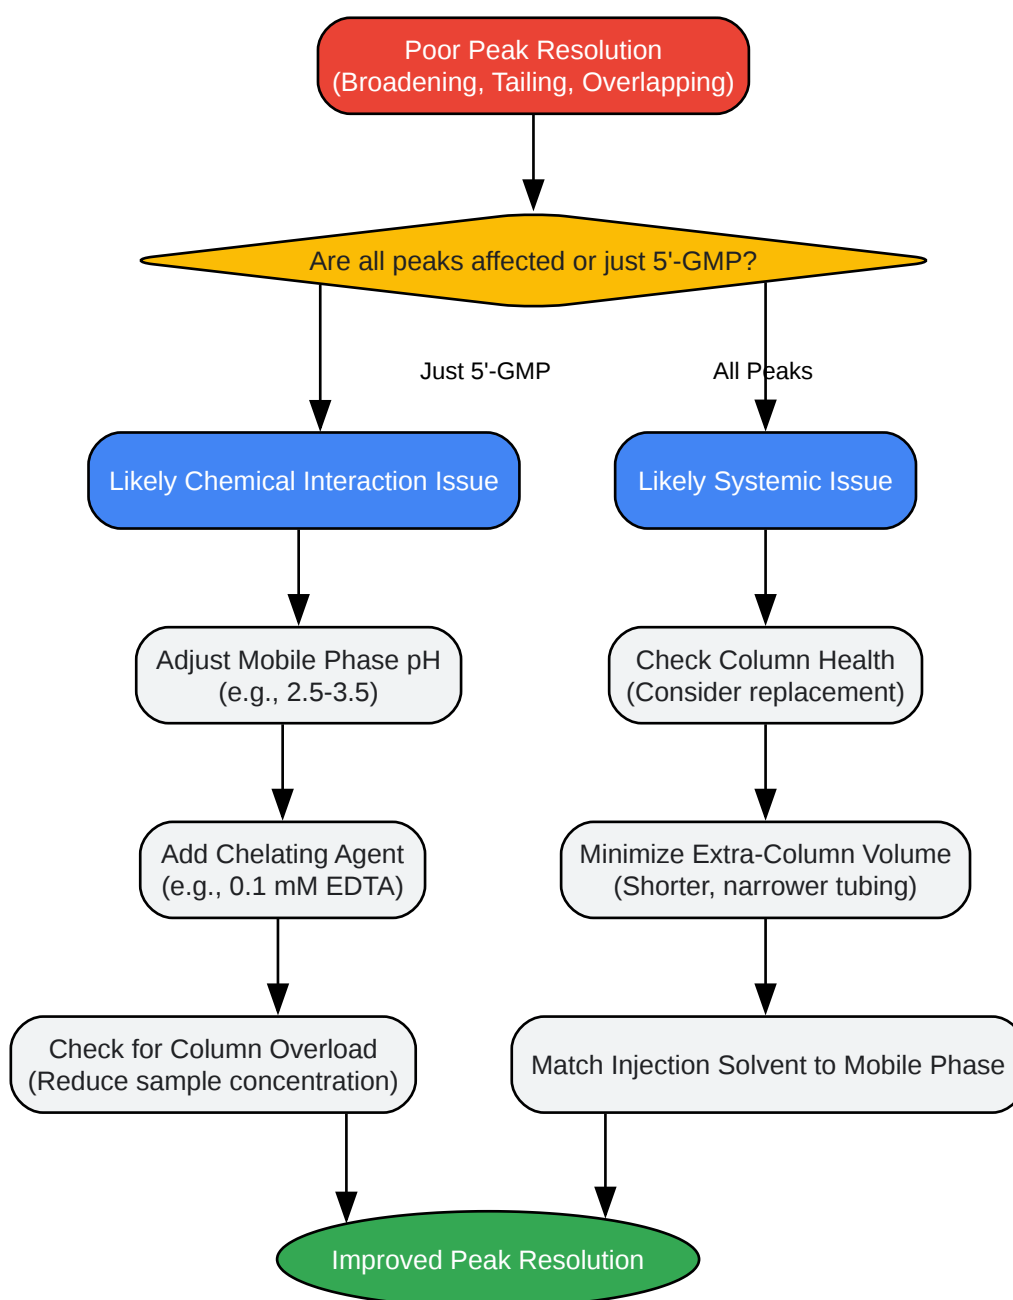 Poor Peak Resolution
(Broadening, Tailing, Overlapping)
Are all peaks affected or just 5'-GMP?
Just 5'-GMP
All Peaks
Likely Chemical Interaction Issue
Likely Systemic Issue
Adjust Mobile Phase pH
(e.g., 2.5-3.5)
Check Column Health
(Consider replacement)
Add Chelating Agent
(e.g., 0.1 mM EDTA)
Minimize Extra-Column Volume
(Shorter, narrower tubing)
Check for Column Overload
(Reduce sample concentration)
Match Injection Solvent to Mobile Phase
Improved Peak Resolution